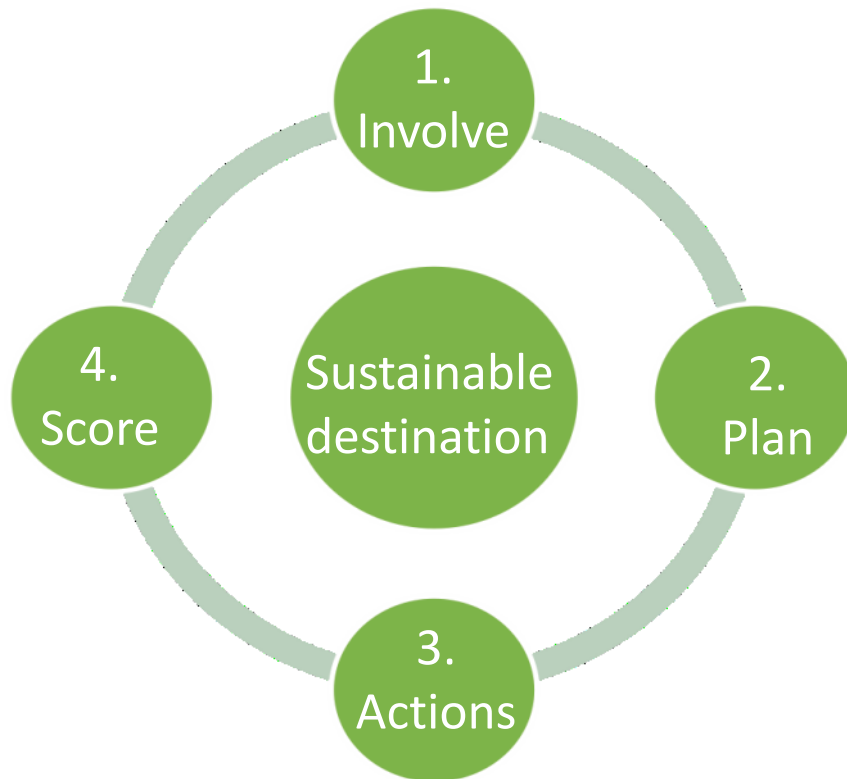 1.
Involve
Sustainable
destination
2.
Plan
3.
Actions
4.
Score